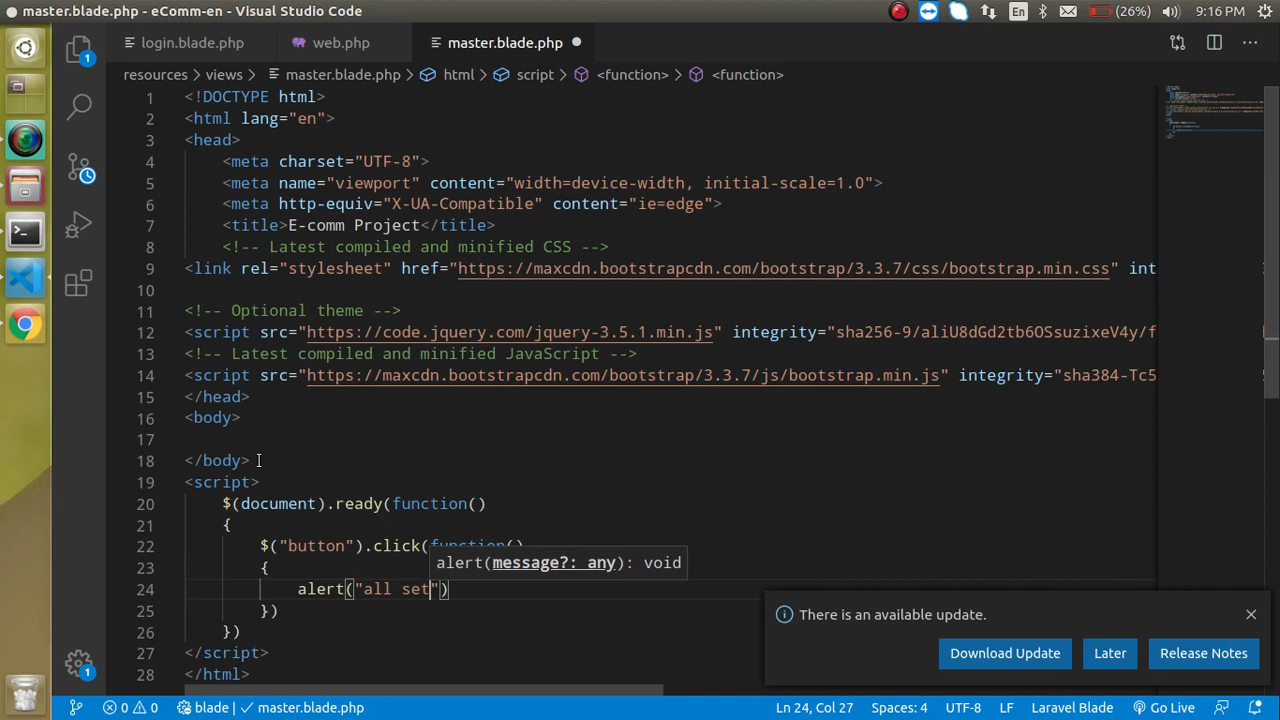 master.blade.php - eComm-en - Visual Studio Code
En
(26%)
9:16 PM
login.blade.php
web.php
master.blade.php
resources > views > master.blade.php > html > script > <function> > <function>
1 <!DOCTYPE html>
2 <html lang="en">
3 <head>
4 <meta charset="UTF-8">
5 <meta name="viewport" content="width=device-width, initial-scale=1.0">
6 <meta http-equiv="X-UA-Compatible" content="ie=edge">
7 <title>E-comm Project</title>
8 <!-- Latest compiled and minified CSS -->
9 <link rel="stylesheet" href="https://maxcdn.bootstrapcdn.com/bootstrap/3.3.7/css/bootstrap.min.css" int
10
11 <!-- Optional theme -->
12 <script src="https://code.jquery.com/jquery-3.5.1.min.js" integrity="sha256-9/aliU8dGd2tb6OSsuzixeV4y/f
13 <!-- Latest compiled and minified JavaScript -->
14 <script src="https://maxcdn.bootstrapcdn.com/bootstrap/3.3.7/js/bootstrap.min.js" integrity="sha384-Tc5
15 </head>
16 <body>
17
18 </body>
19 <script>
20 $(document).ready(function()
21 {
22 $("button").click(function()
alert(message?: any): void
23 {
24 alert("all set")
25 })
26 })
27 </script>
28 </html>
There is an available update.
Download Update
Later
Release Notes
1
1
0 0
blade
master.blade.php
Ln 24, Col 27
Spaces: 4
UTF-8
LF
Laravel Blade
Go Live